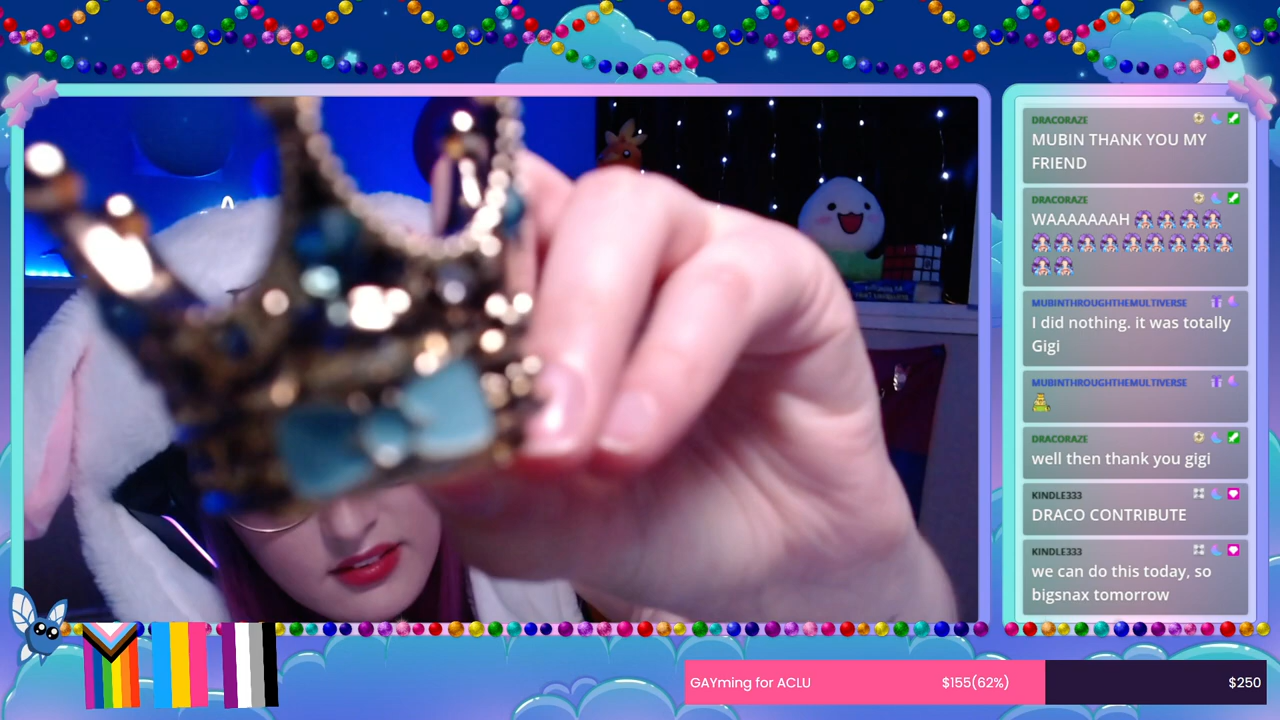 DRACORAZE
MUBIN THANK YOU MY
FRIEND
DRACORAZE
WAAAAAAAH
MUBINTHROUGHTHEMULTIVERSE
I did nothing. it was totally
Gigi
MUBINTHROUGHTHEMULTIVERSE
DRACORAZE
well then thank you gigi
KINDLE333
DRACO CONTRIBUTE
KINDLE333
we can do this today, so
bigsnax tomorrow
GAYming for ACLU $155(62%) $250